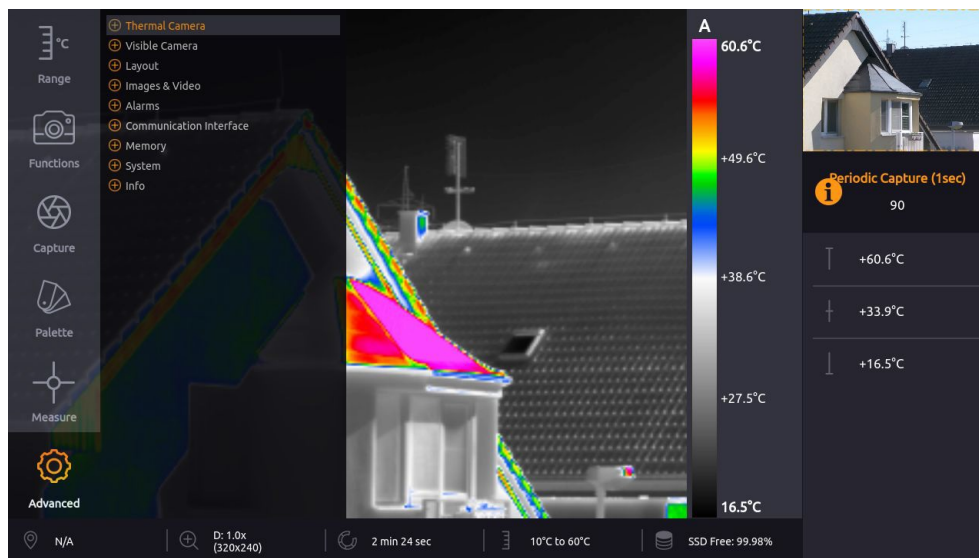 °C
Range
Functions
Capture
Palette
Measure
Advanced
Thermal Camera
Visible Camera
Layout
Images & Video
Alarms
Communication Interface
Memory
System
Info
A
60.6°C
+49.6°C
+38.6°C
+27.5°C
16.5°C
Periodic Capture (1sec)
i
90
+60.6°C
+33.9°C
+16.5°C
N/A
D: 1.0x
(320x240)
2 min 24 sec
10°C to 60°C
SSD Free: 99.98%